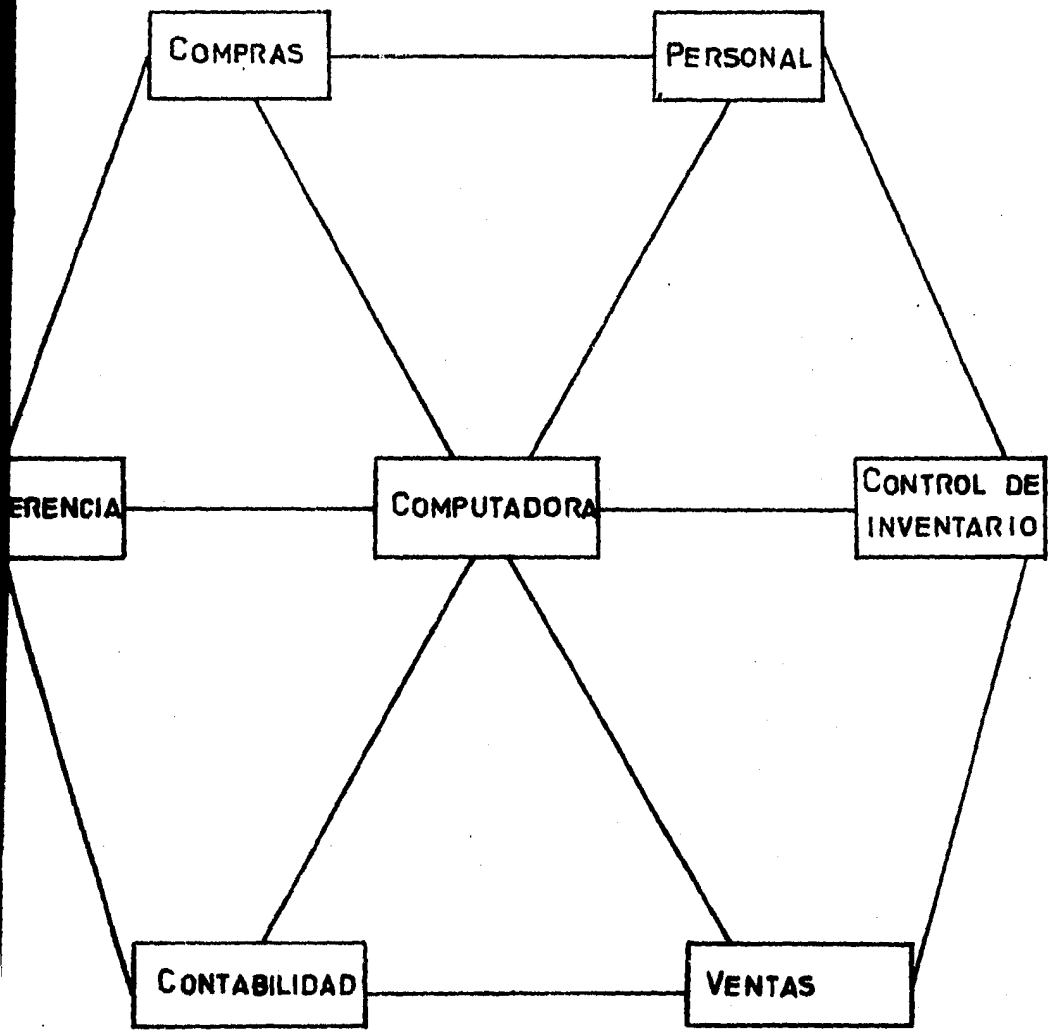 COMPRAS
PERSONAL
ERENCIA
COMPUTADORA
CONTROL DE
INVENTARIO
CONTABILIDAD
VENTAS